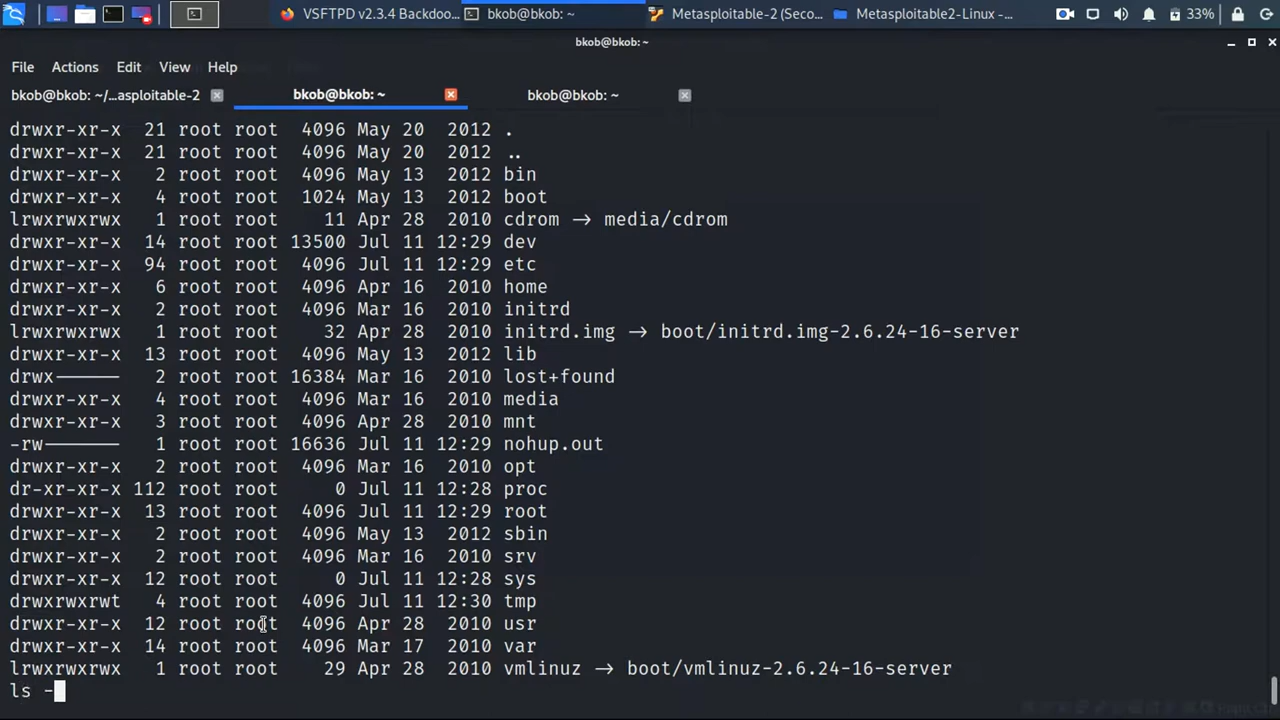 VSFTPD v2.3.4 Backdoo... bkob@bkob: ~ Metasploitable-2 (Seco... Metasploitable2-Linux -... 33%
bkob@bkob: ~
File Actions Edit View Help
bkob@bkob: ~/...asploitable-2 bkob@bkob: ~ bkob@bkob: ~
drwxr-xr-x 21 root root 4096 May 20 2012 .
drwxr-xr-x 21 root root 4096 May 20 2012 ..
drwxr-xr-x 2 root root 4096 May 13 2012 bin
drwxr-xr-x 4 root root 1024 May 13 2012 boot
lrwxrwxrwx 1 root root 11 Apr 28 2010 cdrom -> media/cdrom
drwxr-xr-x 14 root root 13500 Jul 11 12:29 dev
drwxr-xr-x 94 root root 4096 Jul 11 12:29 etc
drwxr-xr-x 6 root root 4096 Apr 16 2010 home
drwxr-xr-x 2 root root 4096 Mar 16 2010 initrd
lrwxrwxrwx 1 root root 32 Apr 28 2010 initrd.img -> boot/initrd.img-2.6.24-16-server
drwxr-xr-x 13 root root 4096 May 13 2012 lib
drwx------ 2 root root 16384 Mar 16 2010 lost+found
drwxr-xr-x 4 root root 4096 Mar 16 2010 media
drwxr-xr-x 3 root root 4096 Apr 28 2010 mnt
-rw------- 1 root root 16636 Jul 11 12:29 nohup.out
drwxr-xr-x 2 root root 4096 Mar 16 2010 opt
dr-xr-xr-x 112 root root 0 Jul 11 12:28 proc
drwxr-xr-x 13 root root 4096 Jul 11 12:29 root
drwxr-xr-x 2 root root 4096 May 13 2012 sbin
drwxr-xr-x 2 root root 4096 Mar 16 2010 srv
drwxr-xr-x 12 root root 0 Jul 11 12:28 sys
drwxrwxrwt 4 root root 4096 Jul 11 12:30 tmp
drwxr-xr-x 12 root root 4096 Apr 28 2010 usr
drwxr-xr-x 14 root root 4096 Mar 17 2010 var
lrwxrwxrwx 1 root root 29 Apr 28 2010 vmlinuz -> boot/vmlinuz-2.6.24-16-server
ls -